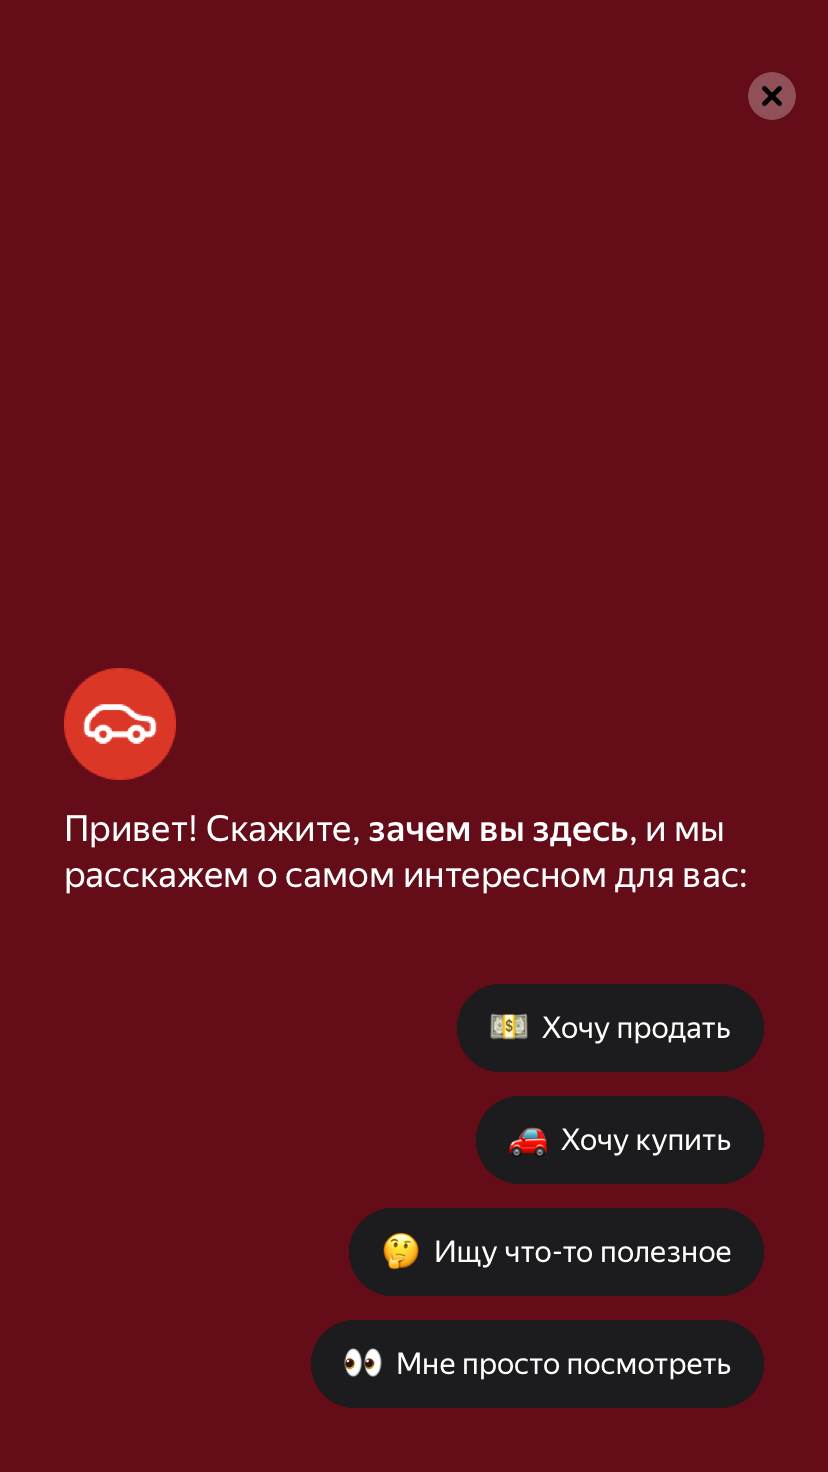 Привет! Скажите, зачем вы здесь, и мы
расскажем о самом интересном для вас:
💵 Хочу продать
🚗 Хочу купить
🤔 Ищу что-то полезное
👀 Мне просто посмотреть